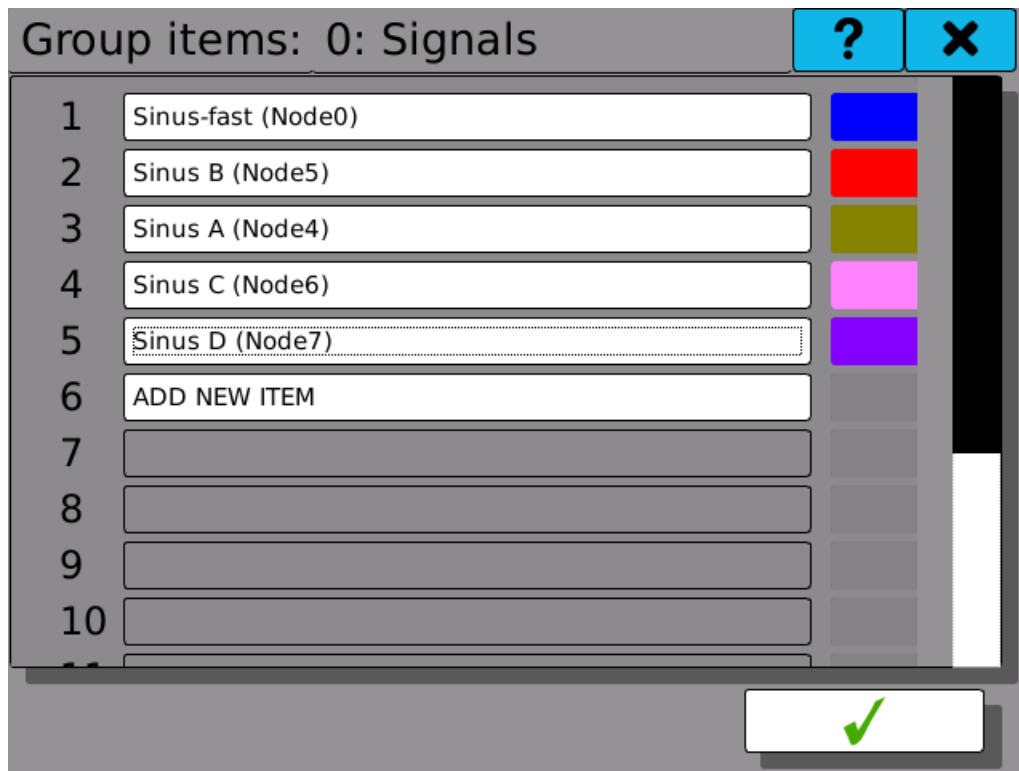 Group items: 0: Signals ?
1 Sinus-fast (Node0)
2 Sinus B (Node5)
3 Sinus A (Node4)
4 Sinus C (Node6)
5 Sinus D (Node7)
6 ADD NEW ITEM
7
8
9
10
11